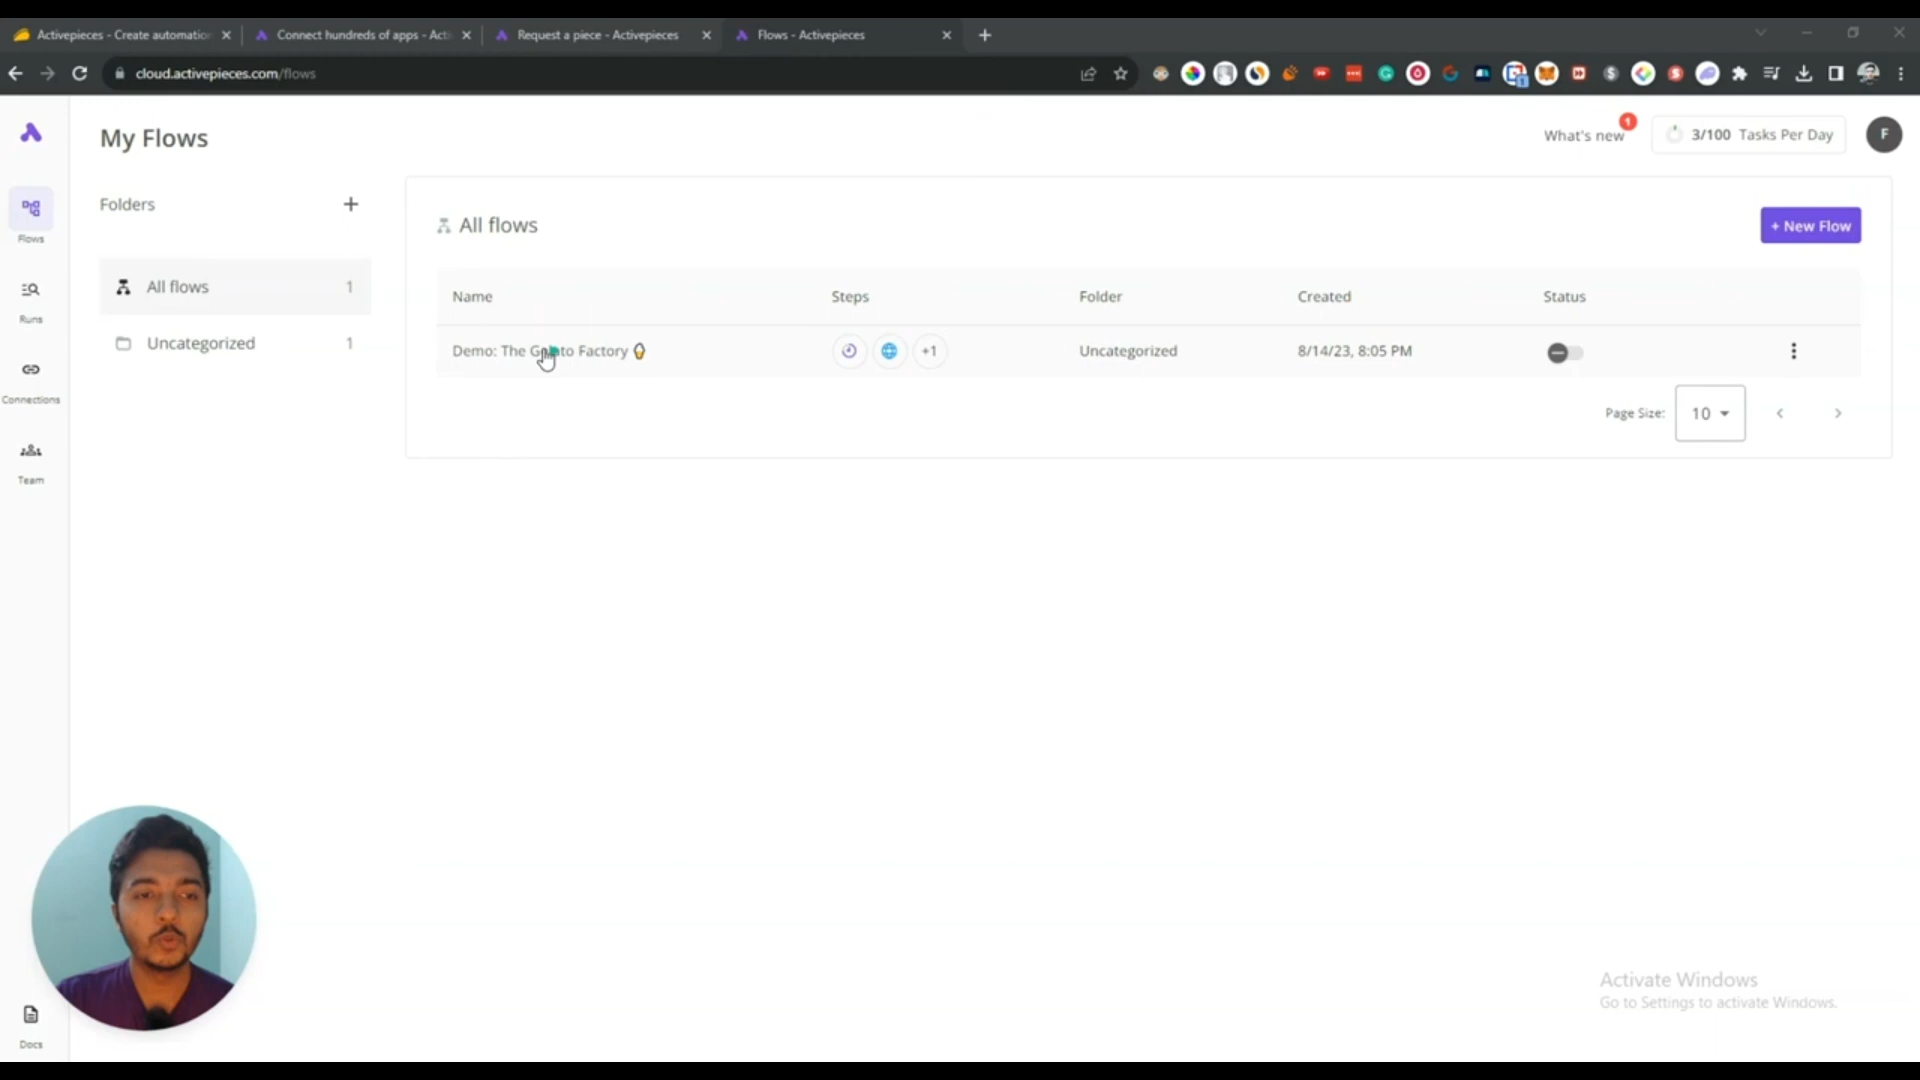 Activepieces - Create automation
Connect hundreds of apps - Acti
Request a piece - Activepieces
Flows - Activepieces
cloud.activepieces.com/flows
My Flows
What's new
1
3/100 Tasks Per Day
F
Folders
All flows
+ New Flow
Flows
All flows 1
Name Steps Folder Created Status
Runs
Uncategorized 1
Demo: The Gelato Factory +1 Uncategorized 8/14/23, 8:05 PM
Connections
Page Size: 10
Team
Activate Windows
Go to Settings to activate Windows.
Docs